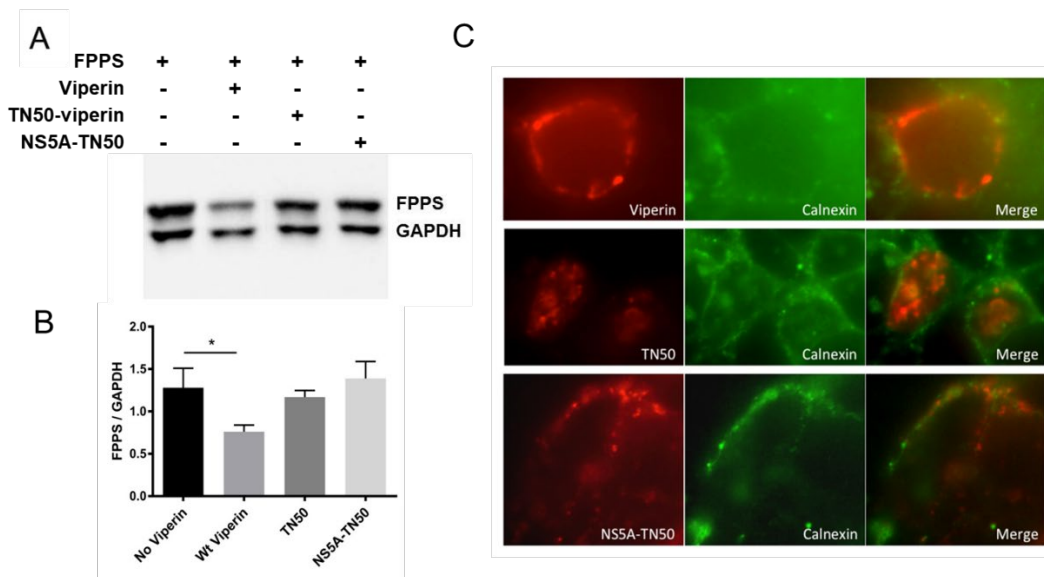 A
FPPS + + + +
Viperin - + - -
TN50-viperin - - + -
NS5A-TN50 - - - +
FPPS
GAPDH
B
*
FPPS / GAPDH
2.0
1.5
1.0
0.5
0.0
No Viperin
Wt Viperin
TN50
NS5A-TN50
C
Viperin Calnexin Merge
TN50 Calnexin Merge
NS5A-TN50 Calnexin Merge